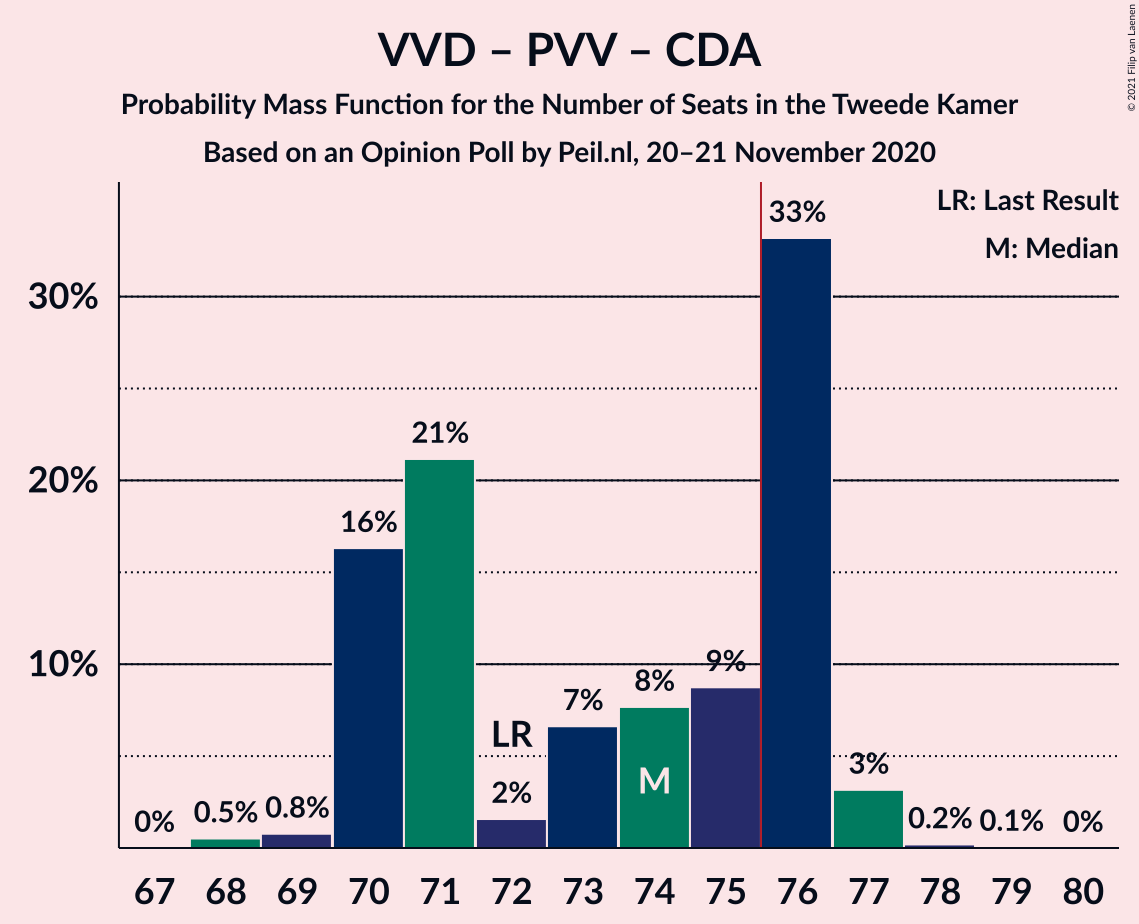 VVD – PVV – CDA
Probability Mass Function for the Number of Seats in the Tweede Kamer
Based on an Opinion Poll by Peil.nl, 20–21 November 2020
© 2021 Filip van Laenen
LR: Last Result
M: Median
30%
20%
10%
0%
0.5%
0.8%
16%
21%
LR
2%
7%
8%
M
9%
33%
3%
0.2%
0.1%
0%
67 68 69 70 71 72 73 74 75 76 77 78 79 80